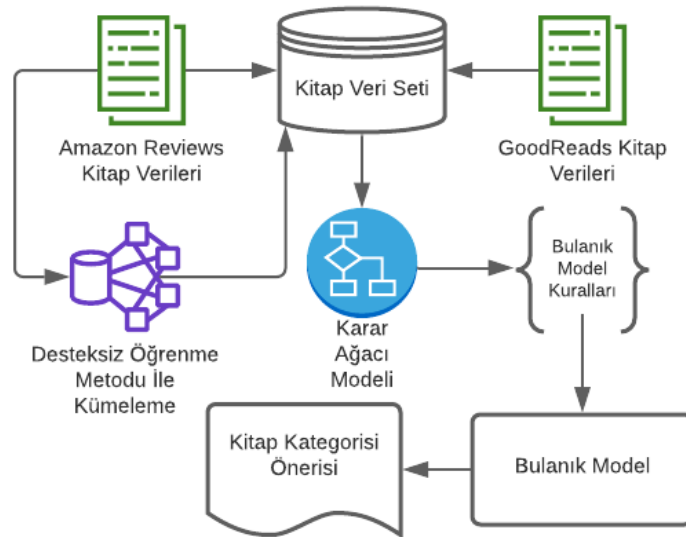 Kitap Veri Seti
Amazon Reviews
Kitap Verileri
GoodReads Kitap
Verileri
Bulanık
Model
Kuralları
Desteksiz Öğrenme
Metodu İle
Kümeleme
Karar
Ağacı
Modeli
Kitap Kategorisi
Önerisi
Bulanık Model